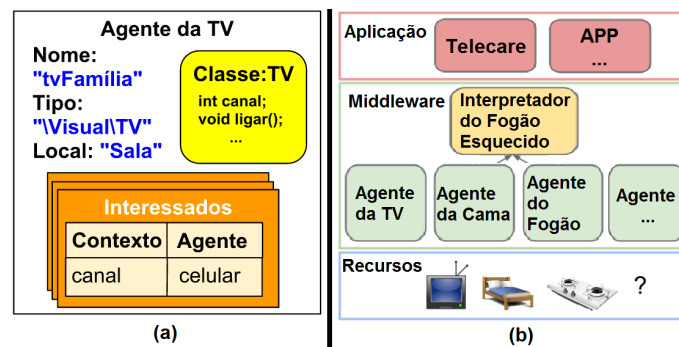 Agente da TV
Nome:
"tvFamília"
Tipo:
"\Visual\TV"
Local: "Sala"
Classe:TV
int canal;
void ligar();
...
Interessados
Contexto Agente
canal celular
(a)
Aplicação
Telecare
APP
...
Middleware
Interpretador
do Fogão
Esquecido
Agente
da TV
Agente
da Cama
Agente
do
Fogão
Agente
...
Recursos
?
(b)